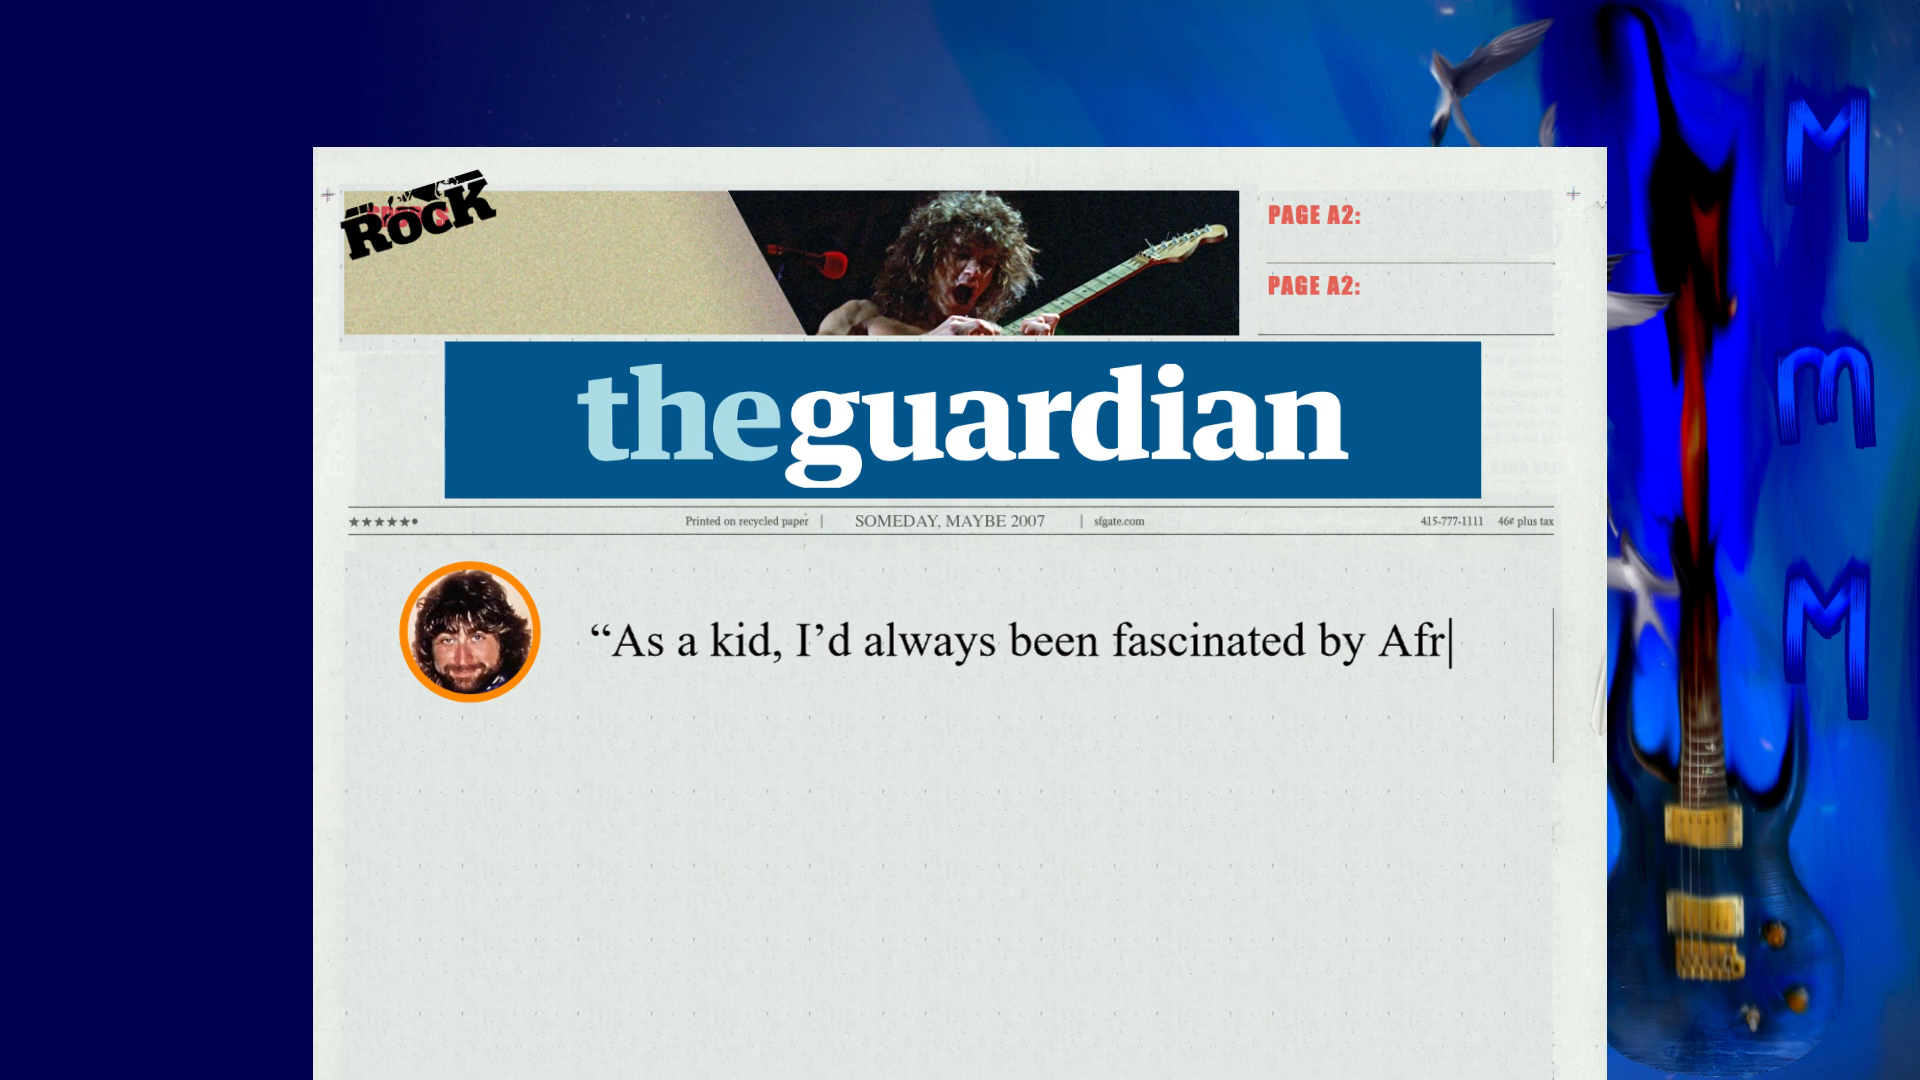 ROCK
PAGE A2:
PAGE A2:
theguardian
Printed on recycled paper | SOMEDAY, MAYBE 2007 | sfgate.com
415-777-1111 46¢ plus tax
“As a kid, I’d always been fascinated by Afr|
M
m
M